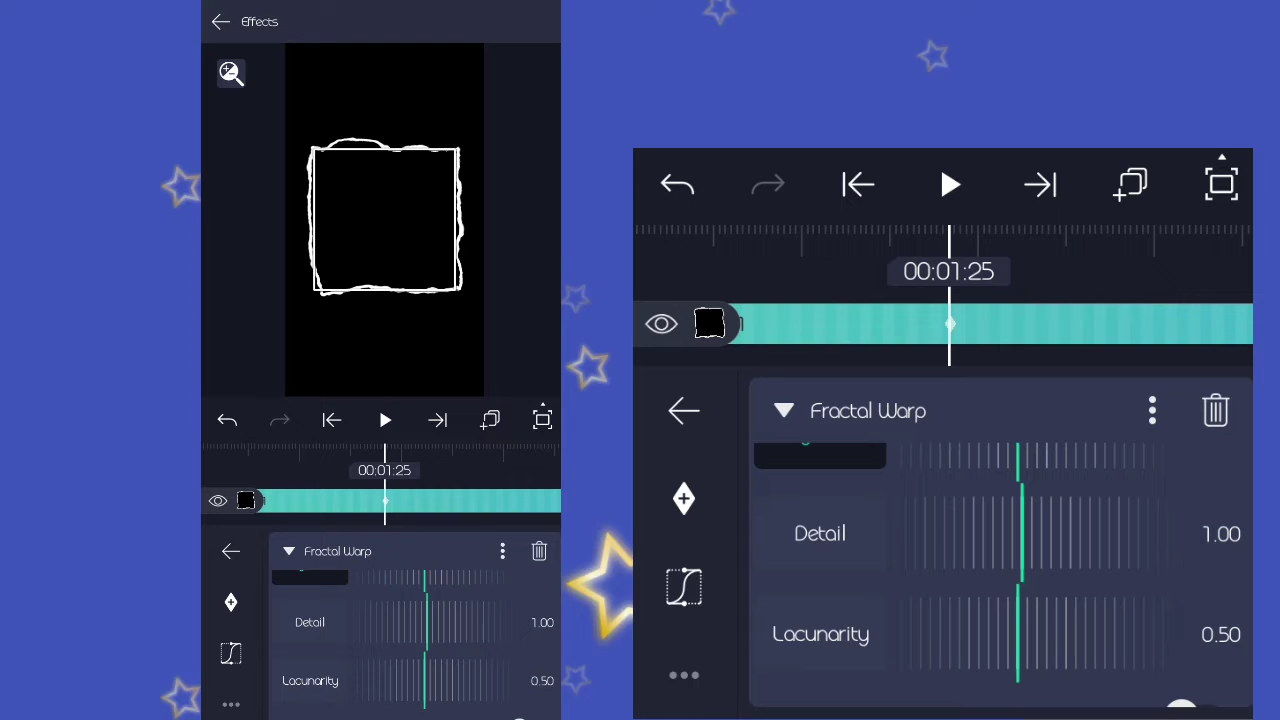 Effects
00:01:25
Fractal Warp
Detail
1.00
Lacunarity
0.50
00:01:25
Fractal Warp
Detail
1.00
Lacunarity
0.50